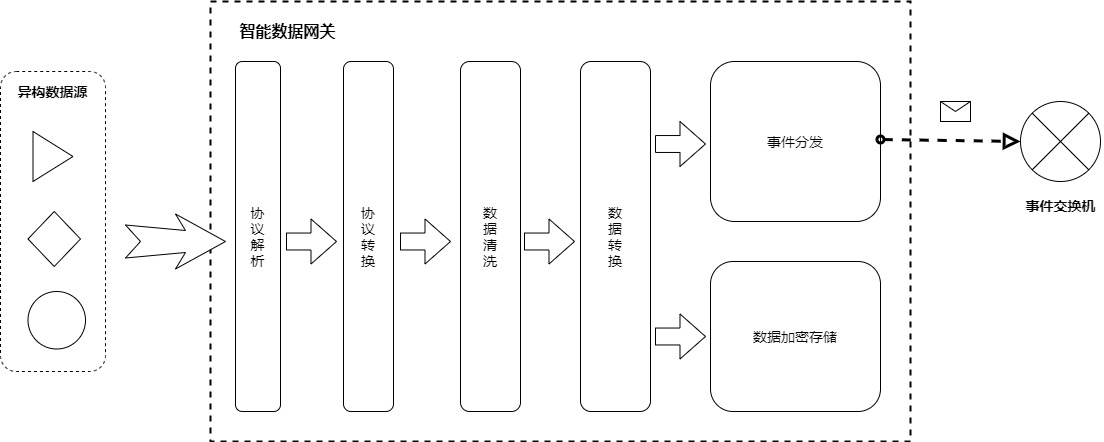 智能数据网关
异构数据源
协议解析
协议转换
数据清洗
数据转换
事件分发
数据加密存储
事件交换机